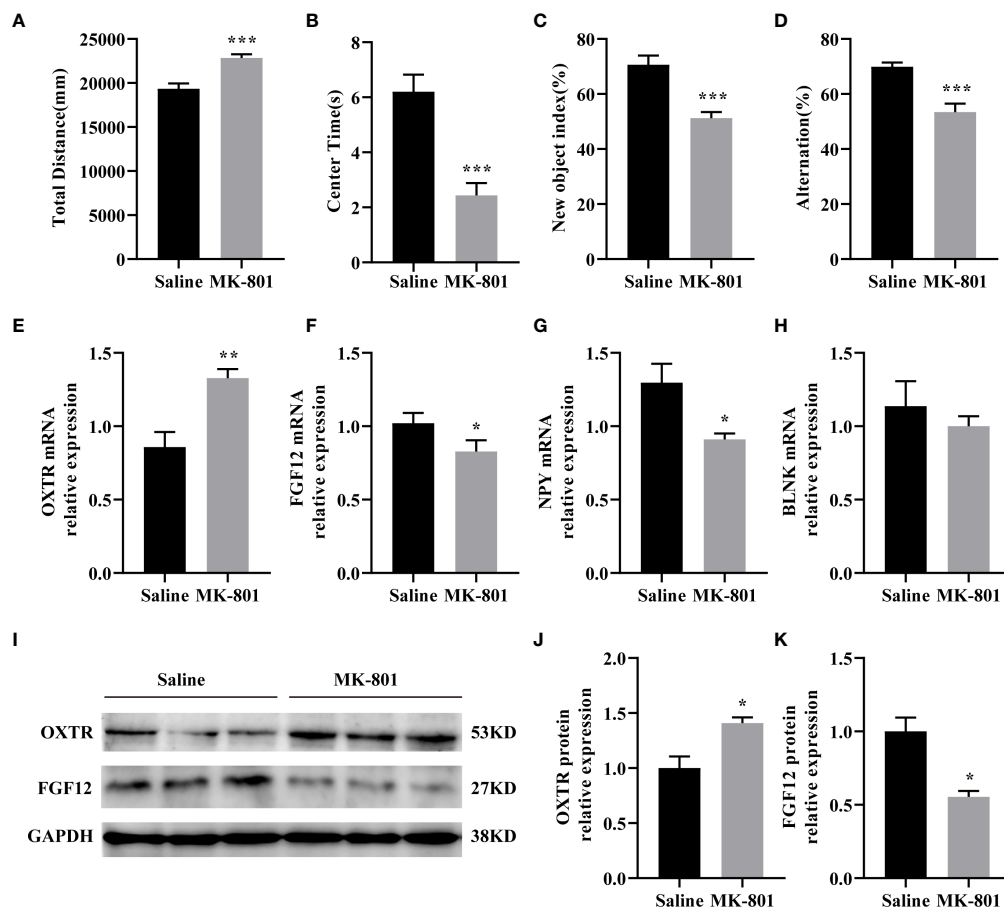 A
Total Distance(mm)
25000
20000
15000
10000
5000
0
***
Saline MK-801
B
Center Time(s)
8
6
4
2
0
***
Saline MK-801
C
New object index(%)
80
60
40
20
0
***
Saline MK-801
D
Alternation(%)
80
60
40
20
0
***
Saline MK-801
E
OXTR mRNA
relative expression
1.5
1.0
0.5
0.0
**
Saline MK-801
F
FGF12 mRNA
relative expression
1.5
1.0
0.5
0.0
*
Saline MK-801
G
NPY mRNA
relative expression
1.5
1.0
0.5
0.0
*
Saline MK-801
H
BLNK mRNA
relative expression
1.5
1.0
0.5
0.0
Saline MK-801
I
Saline MK-801
OXTR 53KD
FGF12 27KD
GAPDH 38KD
J
OXTR protein
relative expression
2.0
1.5
1.0
0.5
0.0
*
Saline MK-801
K
FGF12 protein
relative expression
1.5
1.0
0.5
0.0
*
Saline MK-801